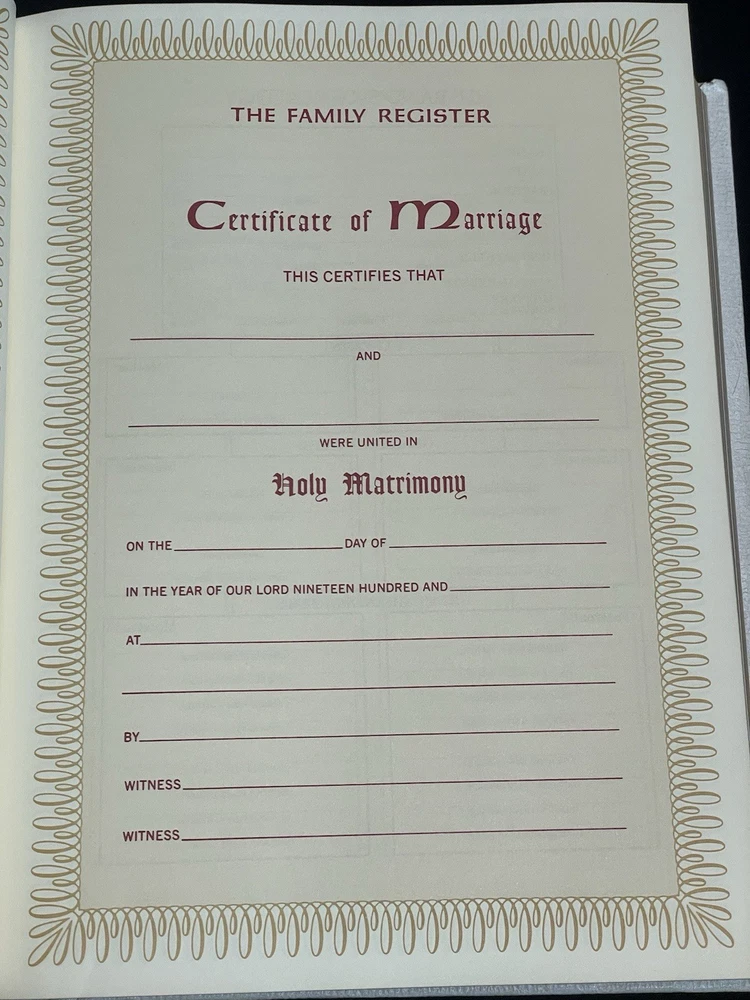 THE FAMILY REGISTER
Certificate of Marriage
THIS CERTIFIES THAT
AND
WERE UNITED IN
Holy Matrimony
ON THE DAY OF
IN THE YEAR OF OUR LORD NINETEEN HUNDRED AND
AT
BY
WITNESS
WITNESS